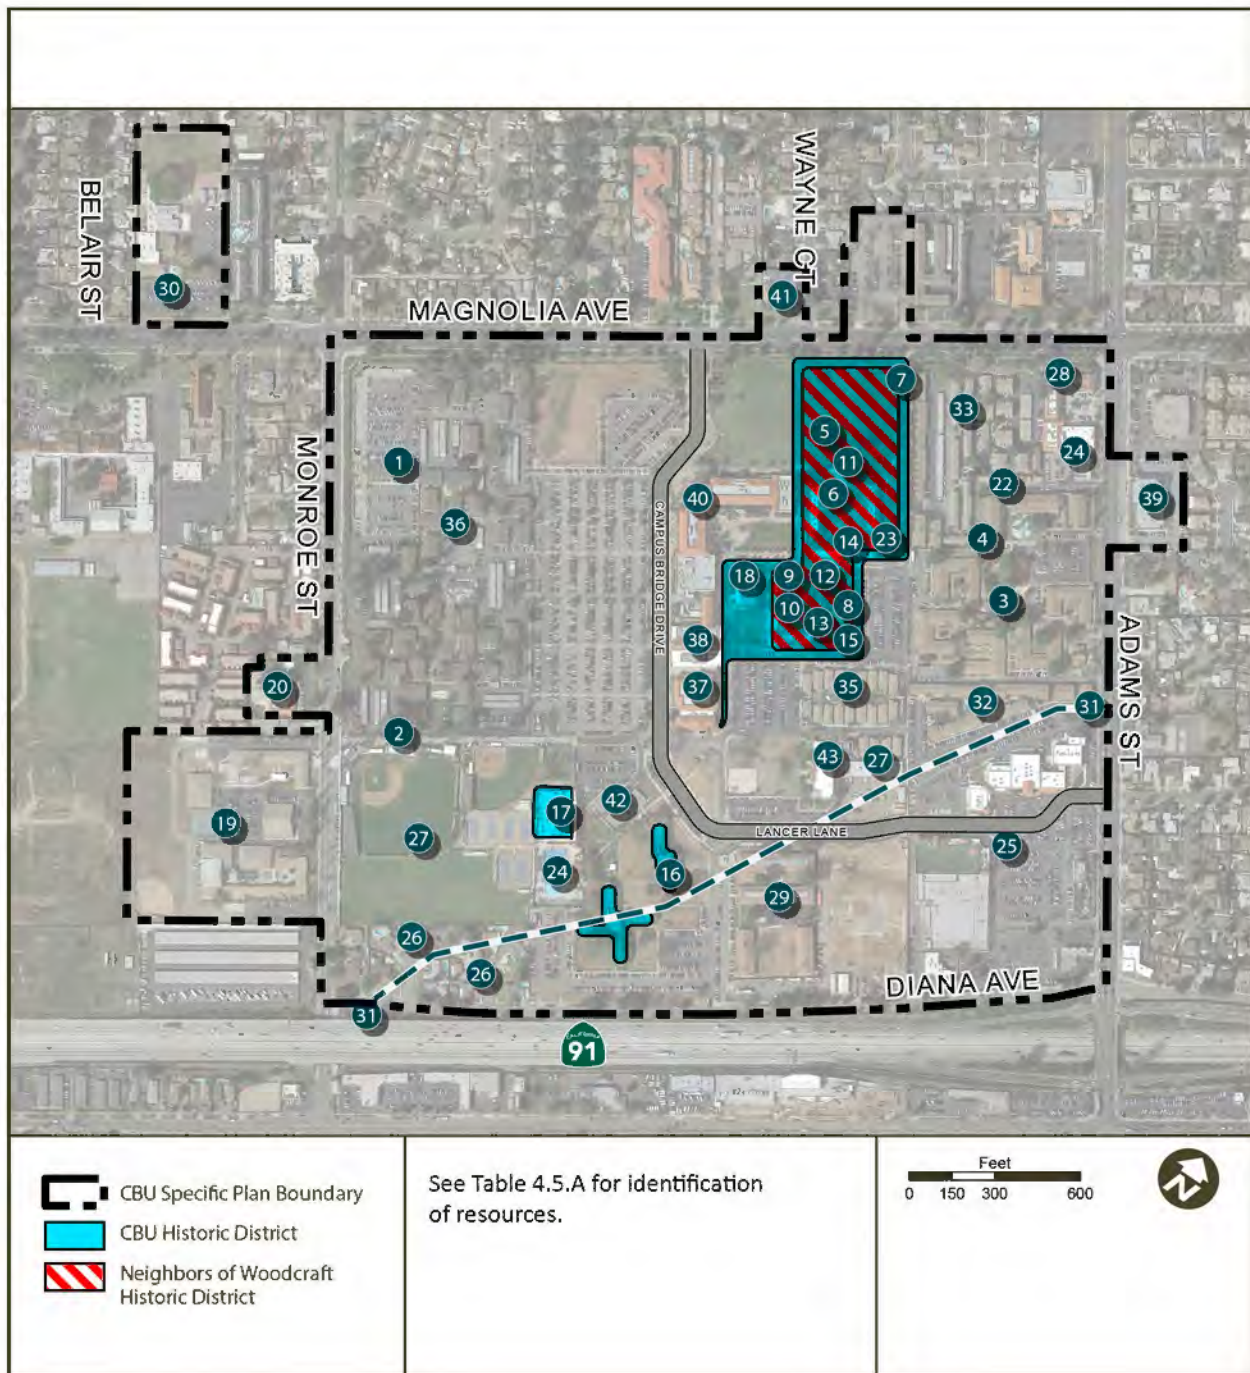 WAYNE CT
BELAIR ST
30
41
MAGNOLIA AVE
7
28
33
5
24
1
11
22
6
40
39
36
CAMPUS BRIDGE DRIVE
14
23
4
MONROE ST
18
9
12
3
10
8
13
15
38
ADAMS ST
20
37
35
32
31
2
43
27
42
17
19
27
LANCER LANE
25
24
16
29
26
26
DIANA AVE
31
CALIFORNIA
91
CBU Specific Plan Boundary
CBU Historic District
Neighbors of Woodcraft
Historic District
See Table 4.5.A for identification
of resources.
Feet
0 150 300 600
N